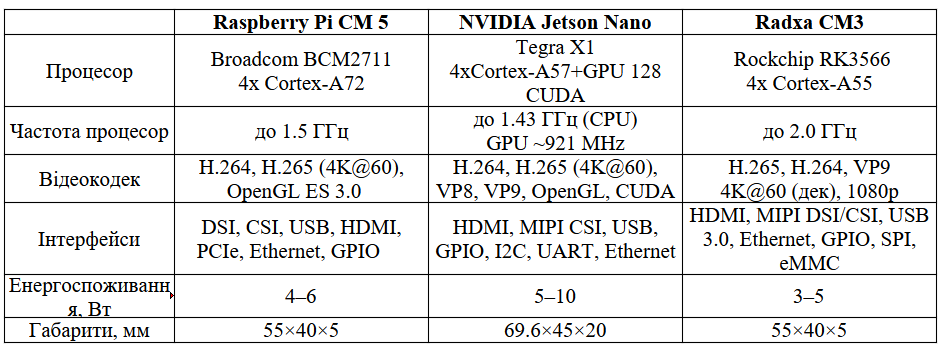 Raspberry Pi CM 5 NVIDIA Jetson Nano Radxa CM3
Процесор
Broadcom BCM2711
4x Cortex-A72
Tegra X1
4xCortex-A57+GPU 128
CUDA
Rockchip RK3566
4x Cortex-A55
Частота процесор
до 1.5 ГГц
до 1.43 ГГц (CPU)
GPU ~921 MHz
до 2.0 ГГц
Відеокодек
H.264, H.265 (4K@60),
OpenGL ES 3.0
H.264, H.265 (4K@60),
VP8, VP9, OpenGL, CUDA
H.265, H.264, VP9
4K@60 (дек), 1080p
Інтерфейси
DSI, CSI, USB, HDMI,
PCIe, Ethernet, GPIO
HDMI, MIPI CSI, USB,
GPIO, I2C, UART, Ethernet
HDMI, MIPI DSI/CSI, USB
3.0, Ethernet, GPIO, SPI,
eMMC
Енергоспоживанн
я, Вт
4–6
5–10
3–5
Габарити, мм
55×40×5
69.6×45×20
55×40×5